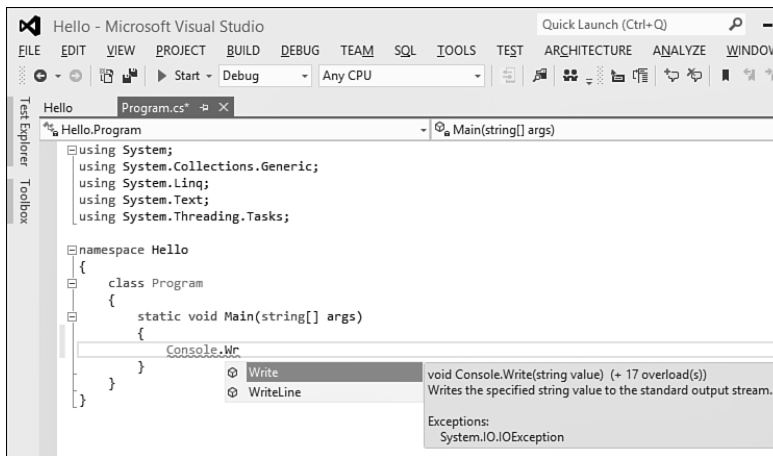 Hello - Microsoft Visual Studio
Quick Launch (Ctrl+Q)
FILE EDIT VIEW PROJECT BUILD DEBUG TEAM SQL TOOLS TEST ARCHITECTURE ANALYZE WINDOW
Start Debug Any CPU
Test Explorer
Toolbox
Hello Program.cs*
Hello.Program Main(string[] args)
using System;
using System.Collections.Generic;
using System.Linq;
using System.Text;
using System.Threading.Tasks;
namespace Hello
{
class Program
{
static void Main(string[] args)
{
Console.Wr
}
}
}
Write
WriteLine
void Console.Write(string value) (+ 17 overload(s))
Writes the specified string value to the standard output stream.
Exceptions:
System.IO.IOException